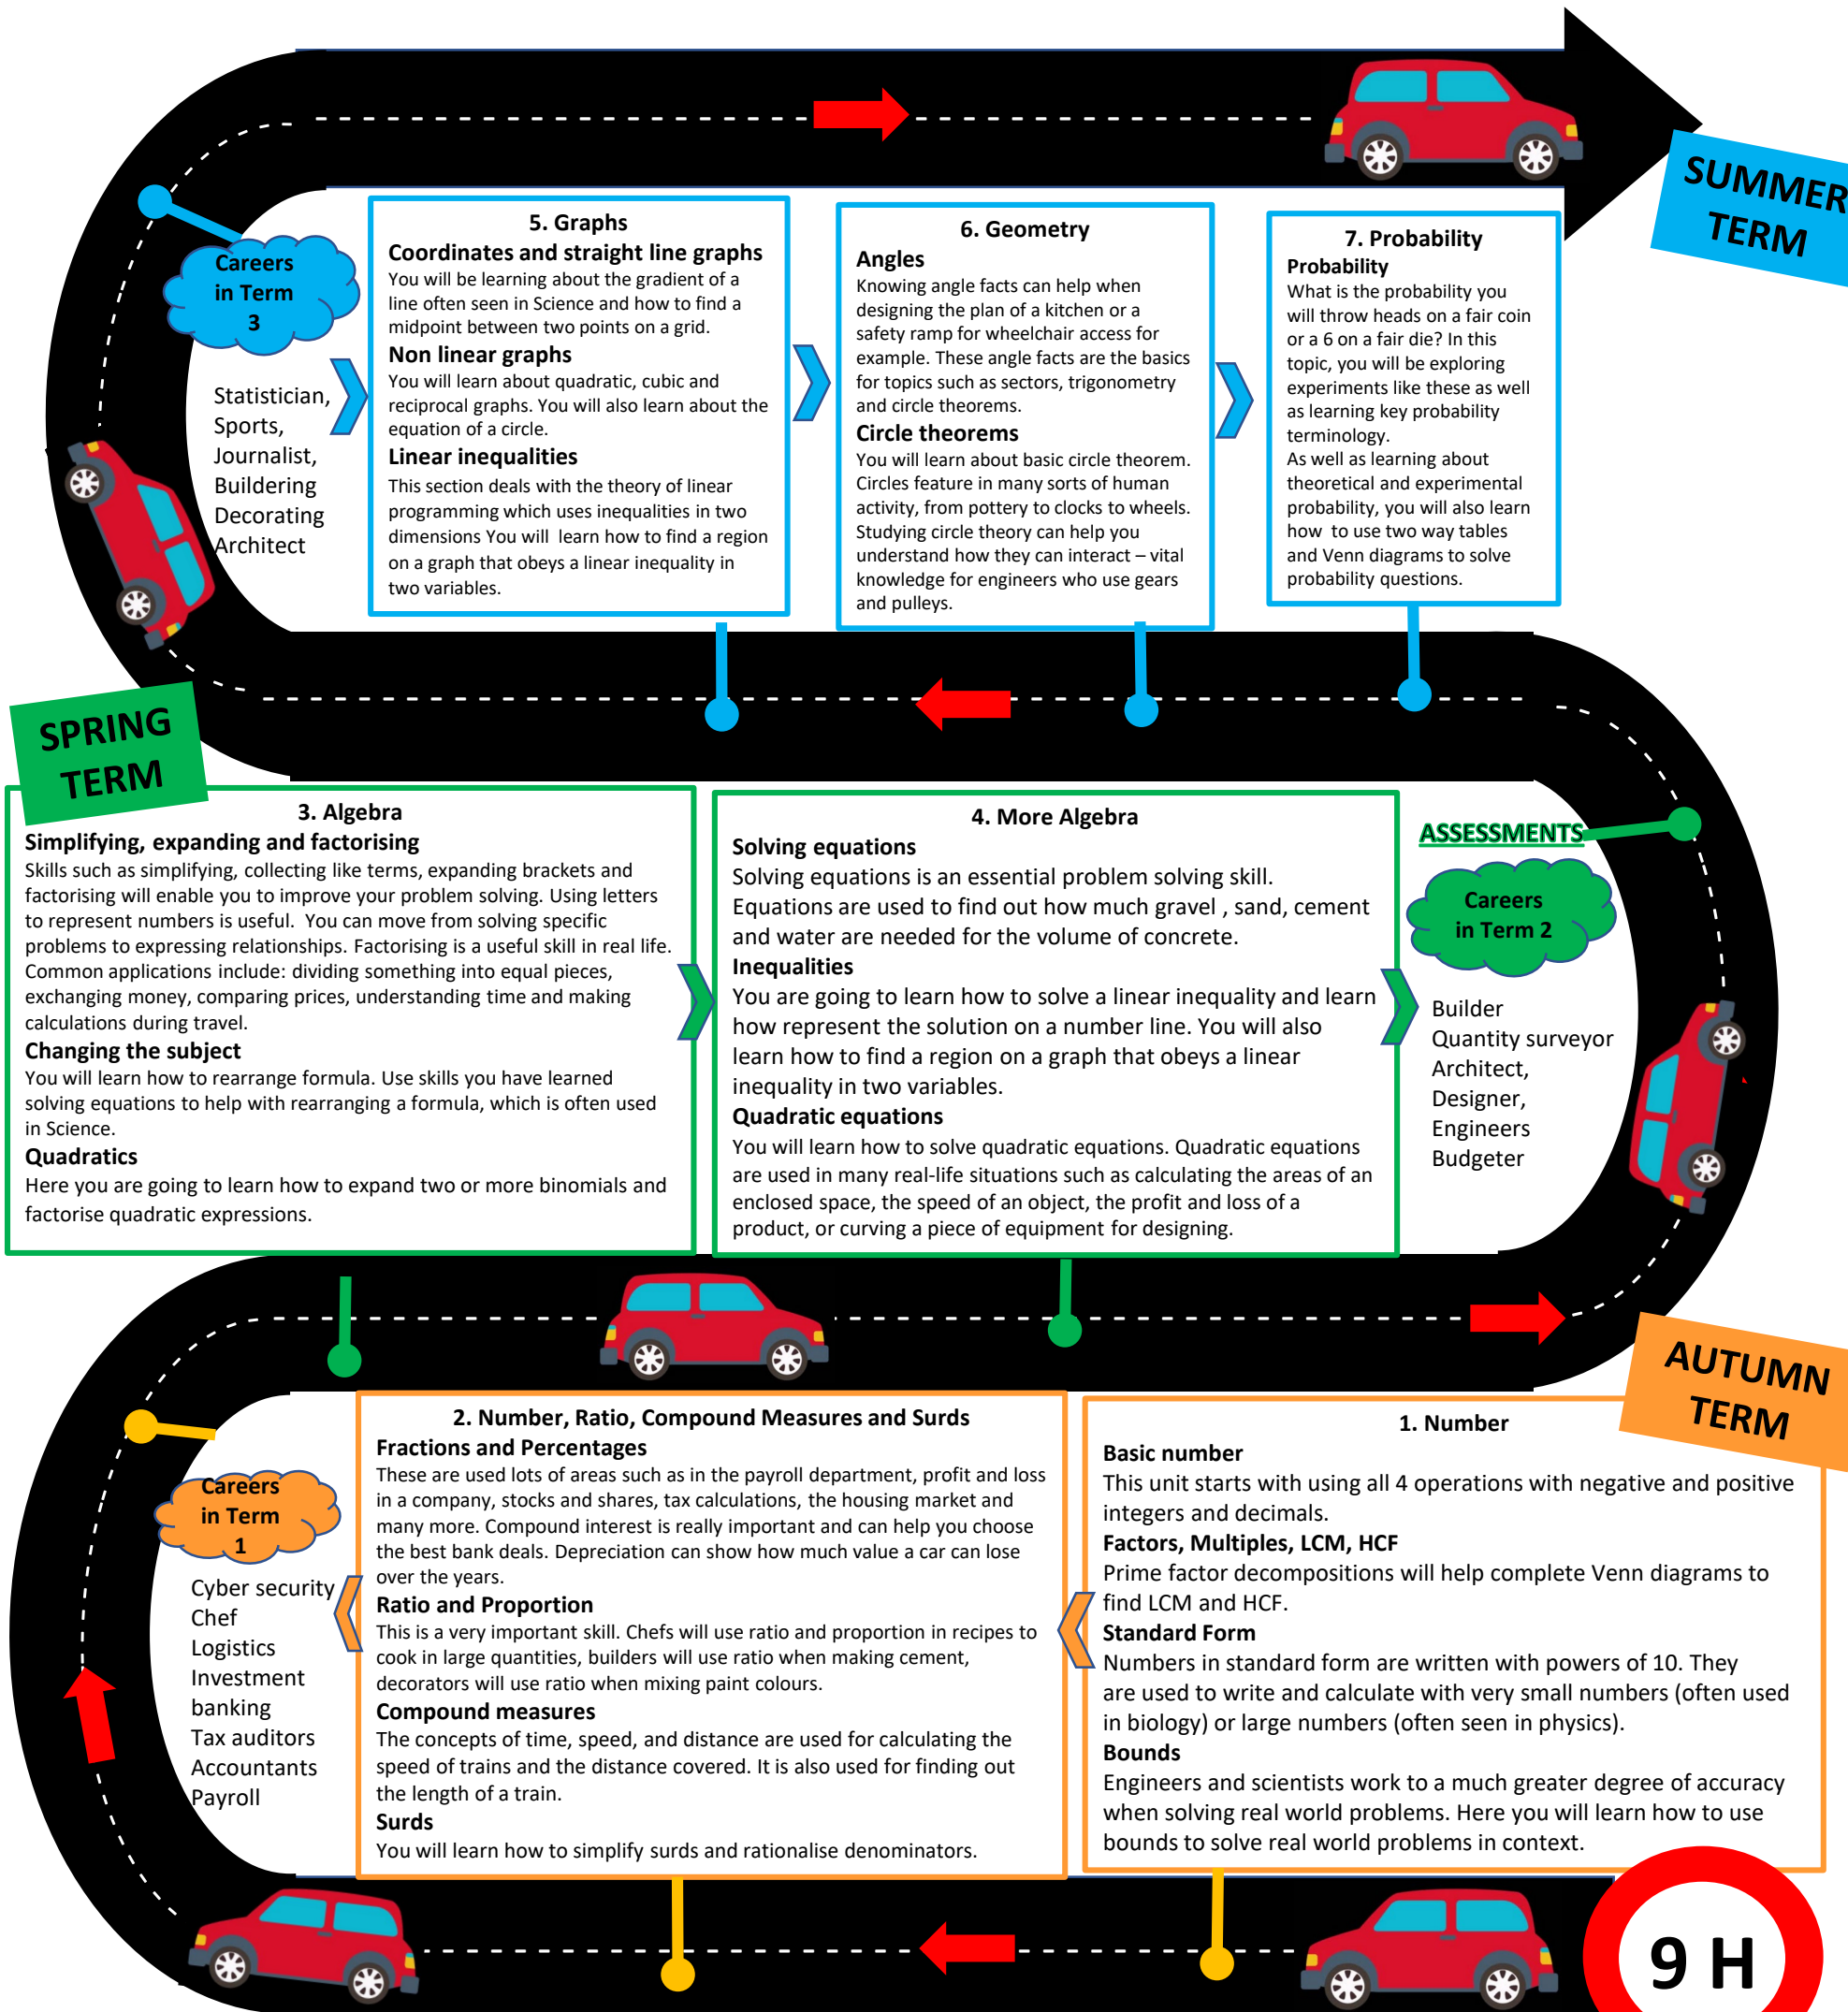 SUMMER
TERM
Careers
in Term
3
Statistician,
Sports,
Journalist,
Buildering
Decorating
Architect
5. Graphs
Coordinates and straight line graphs
You will be learning about the gradient of a
line often seen in Science and how to find a
midpoint between two points on a grid.
Non linear graphs
You will learn about quadratic, cubic and
reciprocal graphs. You will also learn about the
equation of a circle.
Linear inequalities
This section deals with the theory of linear
programming which uses inequalities in two
dimensions You will learn how to find a region
on a graph that obeys a linear inequality in
two variables.
6. Geometry
Angles
Knowing angle facts can help when
designing the plan of a kitchen or a
safety ramp for wheelchair access for
example. These angle facts are the basics
for topics such as sectors, trigonometry
and circle theorems.
Circle theorems
You will learn about basic circle theorem.
Circles feature in many sorts of human
activity, from pottery to clocks to wheels.
Studying circle theory can help you
understand how they can interact – vital
knowledge for engineers who use gears
and pulleys.
7. Probability
Probability
What is the probability you
will throw heads on a fair coin
or a 6 on a fair die? In this
topic, you will be exploring
experiments like these as well
as learning key probability
terminology.
As well as learning about
theoretical and experimental
probability, you will also learn
how to use two way tables
and Venn diagrams to solve
probability questions.
SPRING
TERM
3. Algebra
Simplifying, expanding and factorising
Skills such as simplifying, collecting like terms, expanding brackets and
factorising will enable you to improve your problem solving. Using letters
to represent numbers is useful. You can move from solving specific
problems to expressing relationships. Factorising is a useful skill in real life.
Common applications include: dividing something into equal pieces,
exchanging money, comparing prices, understanding time and making
calculations during travel.
Changing the subject
You will learn how to rearrange formula. Use skills you have learned
solving equations to help with rearranging a formula, which is often used
in Science.
Quadratics
Here you are going to learn how to expand two or more binomials and
factorise quadratic expressions.
4. More Algebra
Solving equations
Solving equations is an essential problem solving skill.
Equations are used to find out how much gravel , sand, cement
and water are needed for the volume of concrete.
Inequalities
You are going to learn how to solve a linear inequality and learn
how represent the solution on a number line. You will also
learn how to find a region on a graph that obeys a linear
inequality in two variables.
Quadratic equations
You will learn how to solve quadratic equations. Quadratic equations
are used in many real-life situations such as calculating the areas of an
enclosed space, the speed of an object, the profit and loss of a
product, or curving a piece of equipment for designing.
ASSESSMENTS
Careers
in Term 2
Builder
Quantity surveyor
Architect,
Designer,
Engineers
Budgeter
AUTUMN
TERM
Careers
in Term
1
Cyber security
Chef
Logistics
Investment
banking
Tax auditors
Accountants
Payroll
2. Number, Ratio, Compound Measures and Surds
Fractions and Percentages
These are used lots of areas such as in the payroll department, profit and loss
in a company, stocks and shares, tax calculations, the housing market and
many more. Compound interest is really important and can help you choose
the best bank deals. Depreciation can show how much value a car can lose
over the years.
Ratio and Proportion
This is a very important skill. Chefs will use ratio and proportion in recipes to
cook in large quantities, builders will use ratio when making cement,
decorators will use ratio when mixing paint colours.
Compound measures
The concepts of time, speed, and distance are used for calculating the
speed of trains and the distance covered. It is also used for finding out
the length of a train.
Surds
You will learn how to simplify surds and rationalise denominators.
1. Number
Basic number
This unit starts with using all 4 operations with negative and positive
integers and decimals.
Factors, Multiples, LCM, HCF
Prime factor decompositions will help complete Venn diagrams to
find LCM and HCF.
Standard Form
Numbers in standard form are written with powers of 10. They
are used to write and calculate with very small numbers (often used
in biology) or large numbers (often seen in physics).
Bounds
Engineers and scientists work to a much greater degree of accuracy
when solving real world problems. Here you will learn how to use
bounds to solve real world problems in context.
9 H